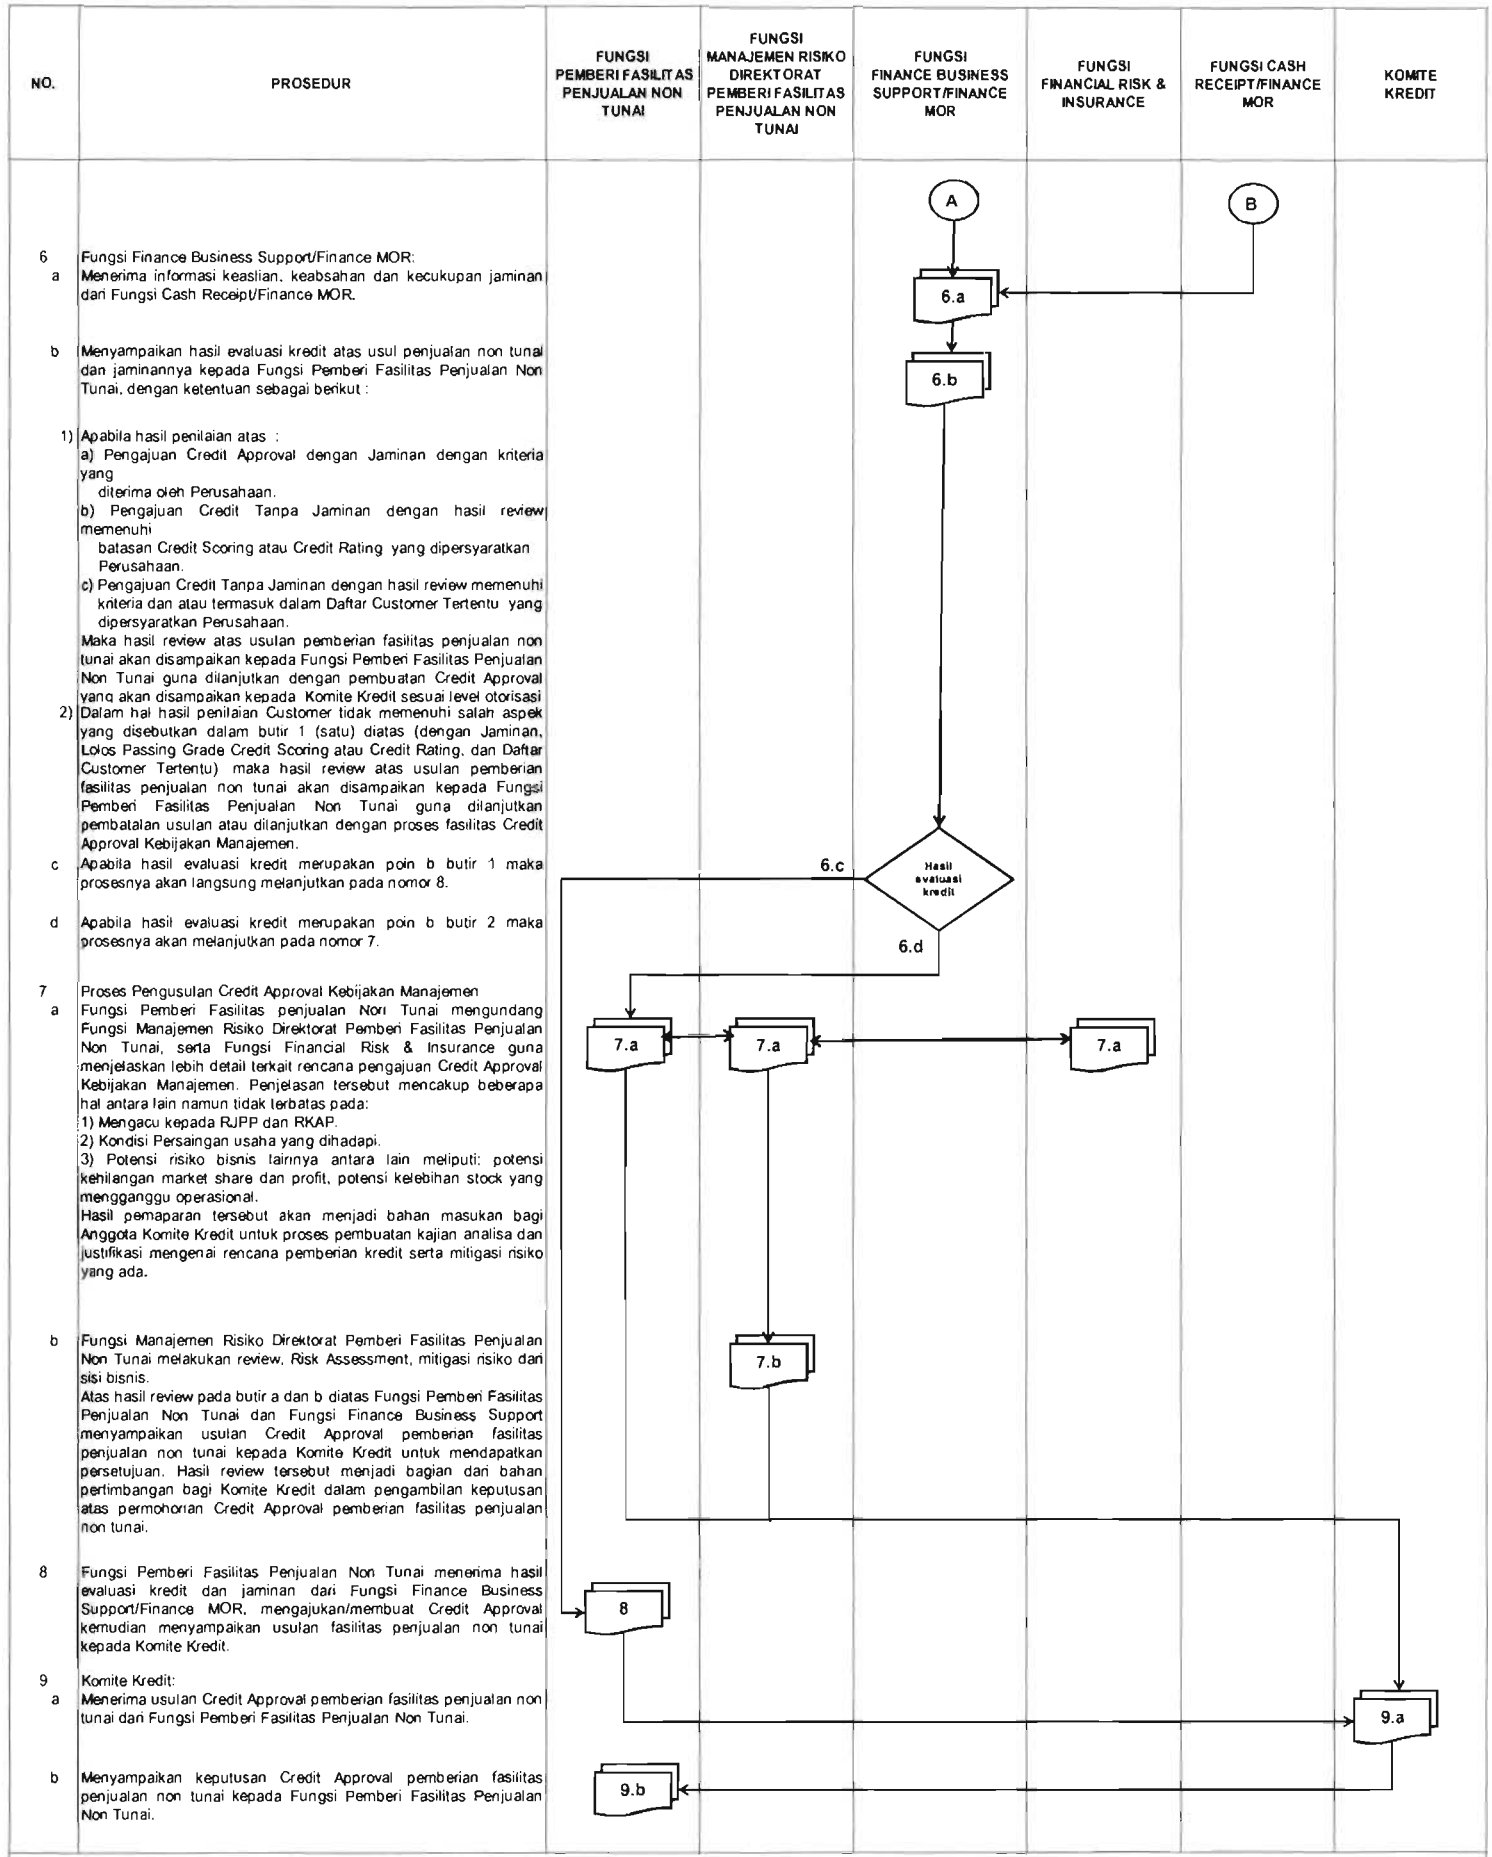 NO.
PROSEDUR
FUNGSI
PEMBERI FASILITAS
PENJUALAN NON
TUNAI
FUNGSI
MANAJEMEN RISIKO
DIREKTORAT
PEMBERI FASILITAS
PENJUALAN NON
TUNAI
FUNGSI
FINANCE BUSINESS
SUPPORT/FINANCE
MOR
FUNGSI
FINANCIAL RISK &
INSURANCE
FUNGSI CASH
RECEIPT/FINANCE
MOR
KOMITE
KREDIT
A
B
6 Fungsi Finance Business Support/Finance MOR:
a Menerima informasi keaslian, keabsahan dan kecukupan jaminan
dari Fungsi Cash Receipt/Finance MOR.
6.a
b Menyampaikan hasil evaluasi kredit atas usul penjualan non tunai
dan jaminannya kepada Fungsi Pemberi Fasilitas Penjualan Non
Tunai, dengan ketentuan sebagai berikut :
6.b
1) Apabila hasil penilaian atas :
a) Pengajuan Credit Approval dengan Jaminan dengan kriteria
yang
diterima oleh Perusahaan.
b) Pengajuan Credit Tanpa Jaminan dengan hasil review
memenuhi
batasan Credit Scoring atau Credit Rating yang dipersyaratkan
Perusahaan.
c) Pengajuan Credit Tanpa Jaminan dengan hasil review memenuhi
kriteria dan atau termasuk dalam Daftar Customer Tertentu yang
dipersyaratkan Perusahaan.
Maka hasil review atas usulan pemberian fasilitas penjualan non
tunai akan disampaikan kepada Fungsi Pemberi Fasilitas Penjualan
Non Tunai guna dilanjutkan dengan pembuatan Credit Approval
yang akan disampaikan kepada Komite Kredit sesuai level otorisasi
2) Dalam hal hasil penilaian Customer tidak memenuhi salah aspek
yang disebutkan dalam butir 1 (satu) diatas (dengan Jaminan,
Lolos Passing Grade Credit Scoring atau Credit Rating, dan Daftar
Customer Tertentu) maka hasil review atas usulan pemberian
fasilitas penjualan non tunai akan disampaikan kepada Fungsi
Pemberi Fasilitas Penjualan Non Tunai guna dilanjutkan
pembatalan usulan atau dilanjutkan dengan proses fasilitas Credit
Approval Kebijakan Manajemen.
c Apabila hasil evaluasi kredit merupakan poin b butir 1 maka
prosesnya akan langsung melanjutkan pada nomor 8.
6.c
Hasil
evaluasi
kredit
d Apabila hasil evaluasi kredit merupakan poin b butir 2 maka
prosesnya akan melanjutkan pada nomor 7.
6.d
7 Proses Pengusulan Credit Approval Kebijakan Manajemen
a Fungsi Pemberi Fasilitas penjualan Non Tunai mengundang
Fungsi Manajemen Risiko Direktorat Pemberi Fasilitas Penjualan
Non Tunai, serta Fungsi Financial Risk & Insurance guna
menjelaskan lebih detail terkait rencana pengajuan Credit Approval
Kebijakan Manajemen. Penjelasan tersebut mencakup beberapa
hal antara lain namun tidak terbatas pada:
1) Mengacu kepada RJPP dan RKAP.
2) Kondisi Persaingan usaha yang dihadapi.
3) Potensi risiko bisnis lainnya antara lain meliputi: potensi
kehilangan market share dan profit, potensi kelebihan stock yang
mengganggu operasional.
Hasil pemaparan tersebut akan menjadi bahan masukan bagi
Anggota Komite Kredit untuk proses pembuatan kajian analisa dan
justifikasi mengenai rencana pemberian kredit serta mitigasi risiko
yang ada.
7.a
7.a
7.a
b Fungsi Manajemen Risiko Direktorat Pemberi Fasilitas Penjualan
Non Tunai melakukan review, Risk Assessment, mitigasi risiko dari
sisi bisnis.
Atas hasil review pada butir a dan b diatas Fungsi Pemberi Fasilitas
Penjualan Non Tunai dan Fungsi Finance Business Support
menyampaikan usulan Credit Approval pemberian fasilitas
penjualan non tunai kepada Komite Kredit untuk mendapatkan
persetujuan. Hasil review tersebut menjadi bagian dari bahan
pertimbangan bagi Komite Kredit dalam pengambilan keputusan
atas permohonan Credit Approval pemberian fasilitas penjualan
non tunai.
7.b
8 Fungsi Pemberi Fasilitas Penjualan Non Tunai menerima hasil
evaluasi kredit dan jaminan dari Fungsi Finance Business
Support/Finance MOR, mengajukan/membuat Credit Approval
kemudian menyampaikan usulan fasilitas penjualan non tunai
kepada Komite Kredit.
8
9 Komite Kredit:
a Menerima usulan Credit Approval pemberian fasilitas penjualan non
tunai dari Fungsi Pemberi Fasilitas Penjualan Non Tunai.
9.a
b Menyampaikan keputusan Credit Approval pemberian fasilitas
penjualan non tunai kepada Fungsi Pemberi Fasilitas Penjualan
Non Tunai.
9.b